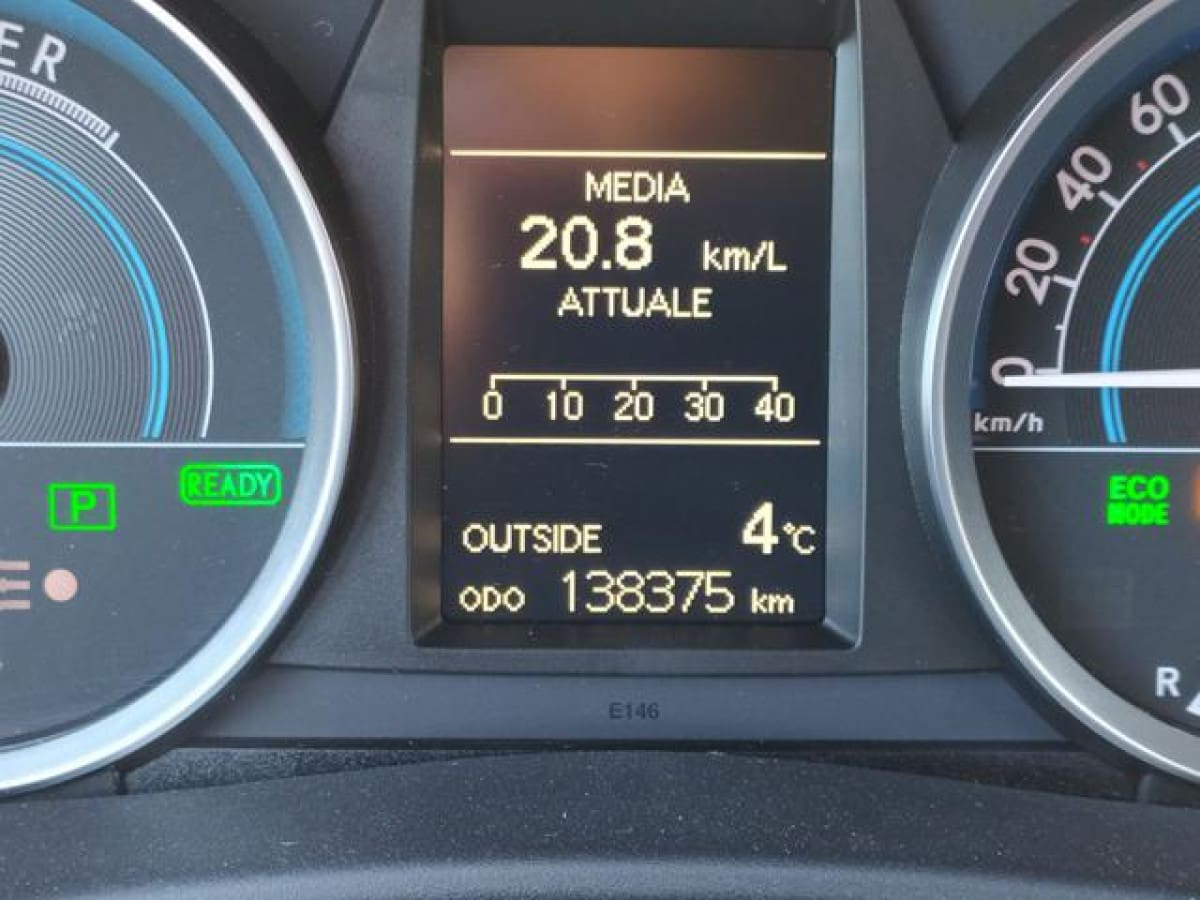 ER
MEDIA
20.8 km/L
ATTUALE
0 10 20 30 40
OUTSIDE 4°C
ODO 138375 km
P
READY
60
40
20
0
km/h
ECO
MODE
R
E146